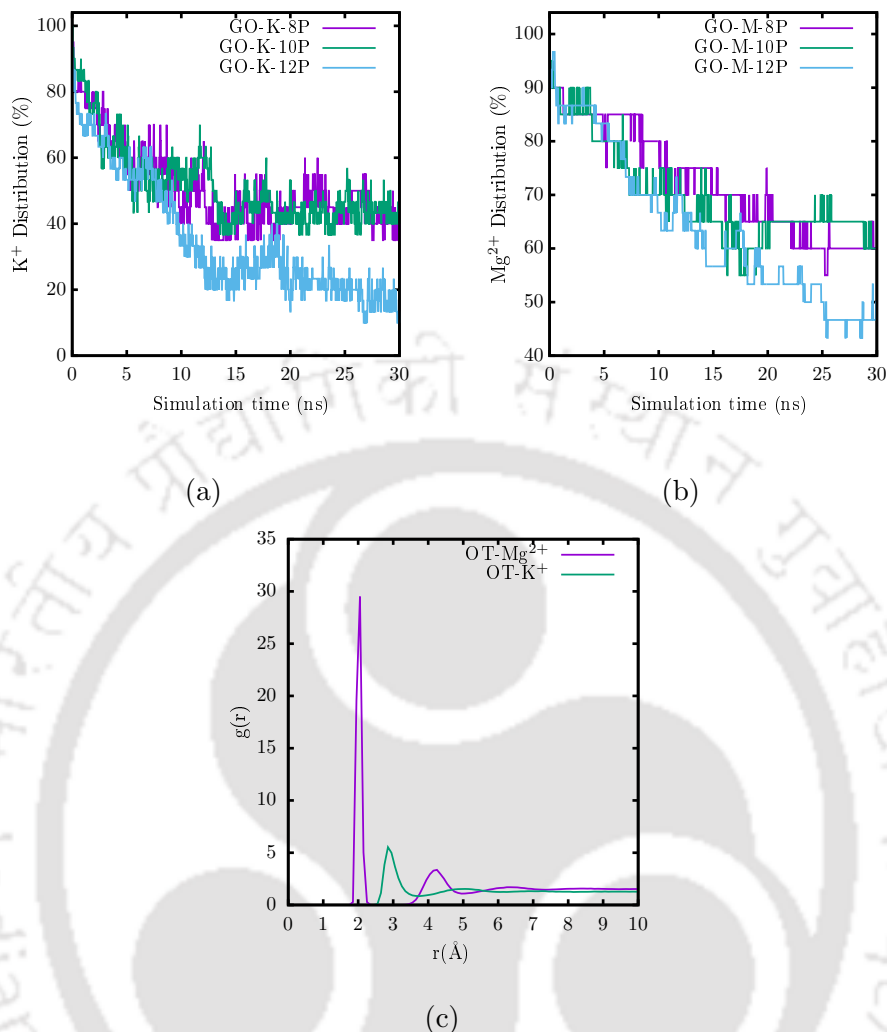 GO-K-8P
GO-K-10P
GO-K-12P
K+ Distribution (%)
100
80
60
40
20
0
0 5 10 15 20 25 30
Simulation time (ns)
(a)
GO-M-8P
GO-M-10P
GO-M-12P
Mg2+ Distribution (%)
100
90
80
70
60
50
40
0 5 10 15 20 25 30
Simulation time (ns)
(b)
OT-Mg2+
OT-K+
g(r)
35
30
25
20
15
10
5
0
0 1 2 3 4 5 6 7 8 9 10
r(Å)
(c)